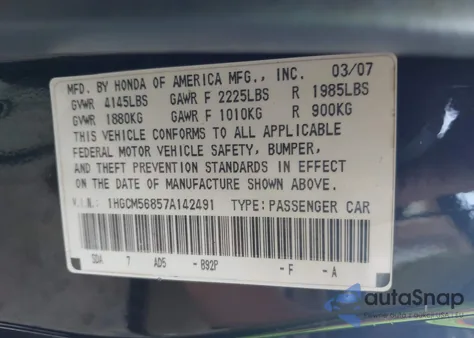 MFD. BY HONDA OF AMERICA MFG., INC. 03/07
GVWR 4145LBS GAWR F 2225LBS R 1985LBS
GVWR 1880KG GAWR F 1010KG R 900KG
THIS VEHICLE CONFORMS TO ALL APPLICABLE
FEDERAL MOTOR VEHICLE SAFETY, BUMPER,
AND THEFT PREVENTION STANDARDS IN EFFECT
ON THE DATE OF MANUFACTURE SHOWN ABOVE.
V.I.N.: 1HGCM56857A142491 TYPE: PASSENGER CAR
SDA 7 AD5 - B92P - F - A
autoSnap